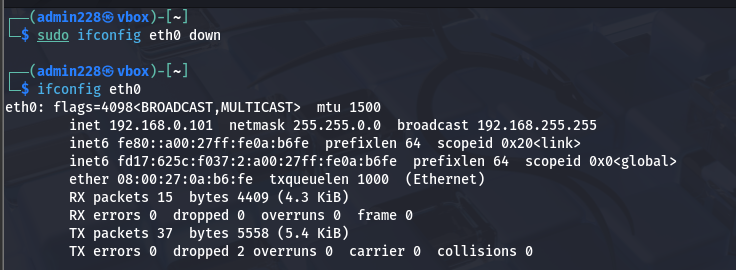 ┌──(admin228㉿vbox)-[~]
└─$ sudo ifconfig eth0 down
┌──(admin228㉿vbox)-[~]
└─$ ifconfig eth0
eth0: flags=4098<BROADCAST,MULTICAST>  mtu 1500
        inet 192.168.0.101  netmask 255.255.0.0  broadcast 192.168.255.255
        inet6 fe80::a00:27ff:fe0a:b6fe  prefixlen 64  scopeid 0x20<link>
        inet6 fd17:625c:f037:2:a00:27ff:fe0a:b6fe  prefixlen 64  scopeid 0x0<global>
        ether 08:00:27:0a:b6:fe  txqueuelen 1000  (Ethernet)
        RX packets 15  bytes 4409 (4.3 KiB)
        RX errors 0  dropped 0  overruns 0  frame 0
        TX packets 37  bytes 5558 (5.4 KiB)
        TX errors 0  dropped 2 overruns 0  carrier 0  collisions 0